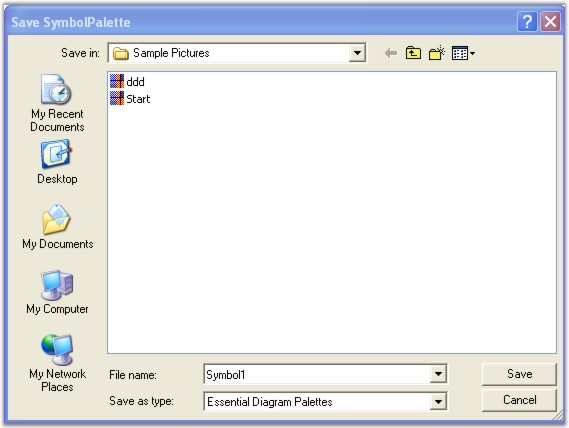 Save SymbolPalette
Save in:
Sample Pictures
ddd
Start
My Recent
Documents
Desktop
My Documents
My Computer
My Network
Places
File name:
Symbol1
Save
Save as type:
Essential Diagram Palettes
Cancel